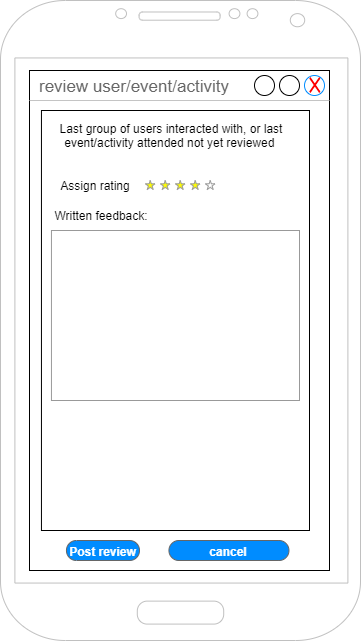 review user/event/activity X
Last group of users interacted with, or last
event/activity attended not yet reviewed
Assign rating
Written feedback:
Post review cancel